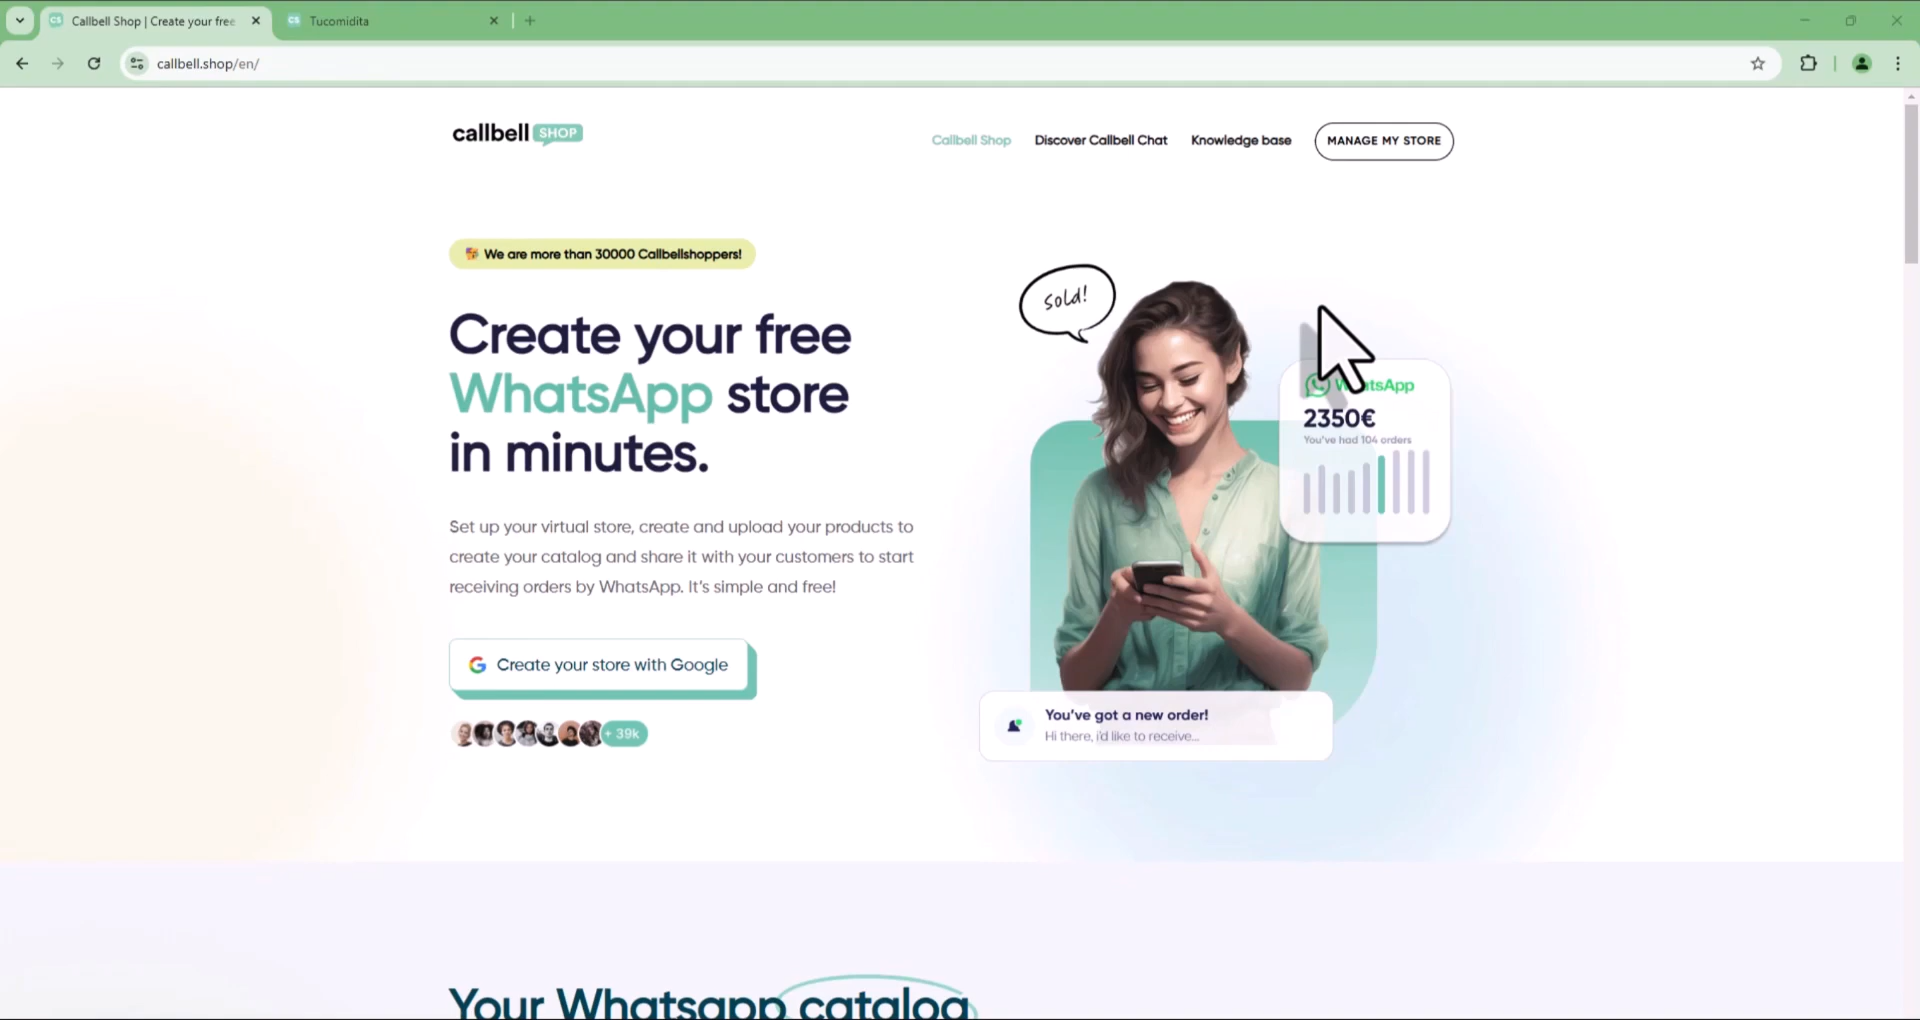 Callbell Shop | Create your free
Tucomidita
callbell.shop/en/
callbell SHOP
Callbell Shop
Discover Callbell Chat
Knowledge base
MANAGE MY STORE
We are more than 30000 Callbellshoppers!
Create your free
WhatsApp store
in minutes.
Set up your virtual store, create and upload your products to
create your catalog and share it with your customers to start
receiving orders by WhatsApp. It's simple and free!
Create your store with Google
+ 39k
Sold!
WhatsApp
2350€
You've had 104 orders
You've got a new order!
Hi there, i'd like to receive...
Your Whatsapp catalog